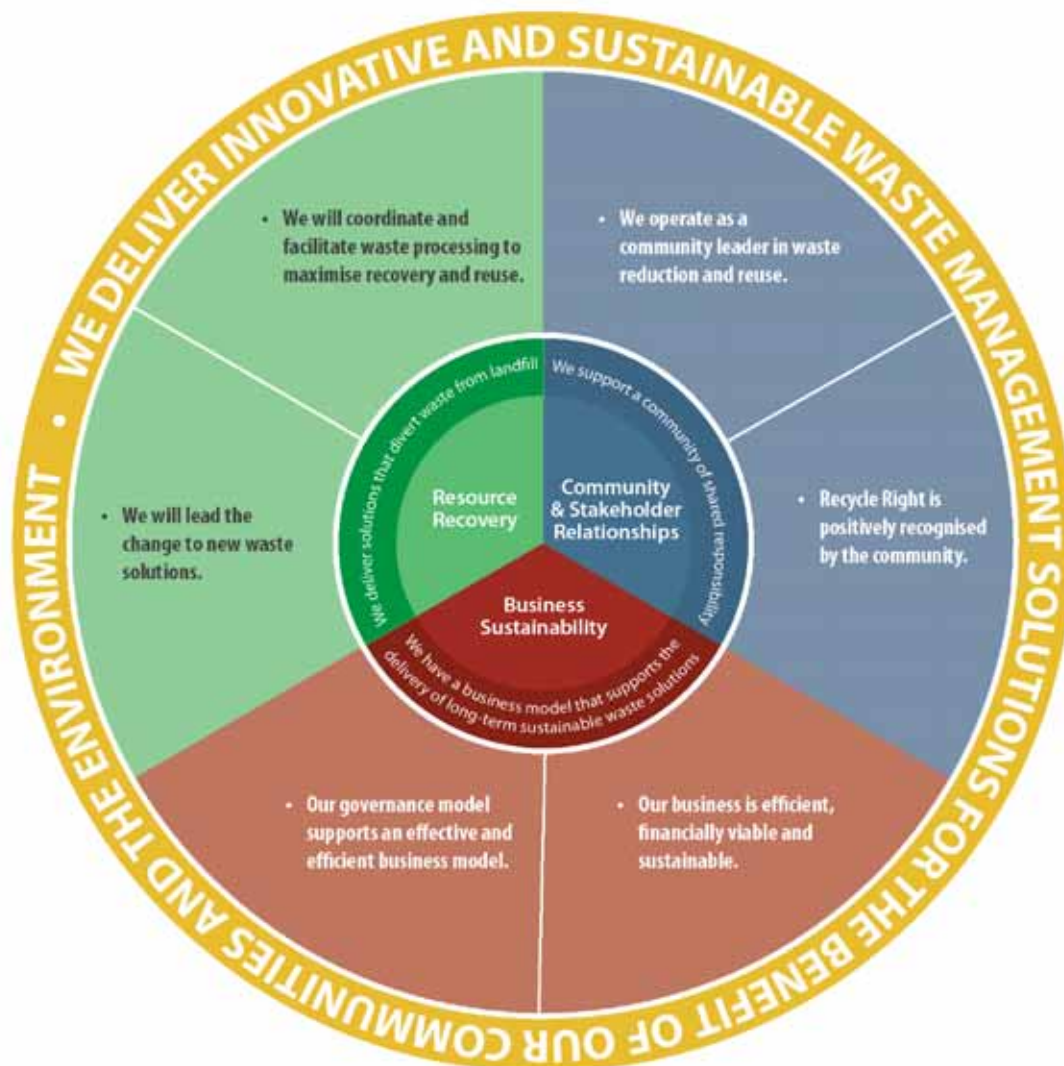 WE DELIVER INNOVATIVE AND SUSTAINABLE WASTE MANAGEMENT SOLUTIONS FOR THE BENEFIT OF OUR COMMUNITIES AND THE ENVIRONMENT •
• We will coordinate and
facilitate waste processing to
maximise recovery and reuse.
• We operate as a
community leader in waste
reduction and reuse.
We deliver solutions that divert waste from landfill
We support a community of shared responsibility
Resource
Recovery
Community
& Stakeholder
Relationships
• We will lead the
change to new waste
solutions.
• Recycle Right is
positively recognised
by the community.
Business
Sustainability
We have a business model that supports the
delivery of long-term sustainable waste solutions
• Our governance model
supports an effective and
efficient business model.
• Our business is efficient,
financially viable and
sustainable.